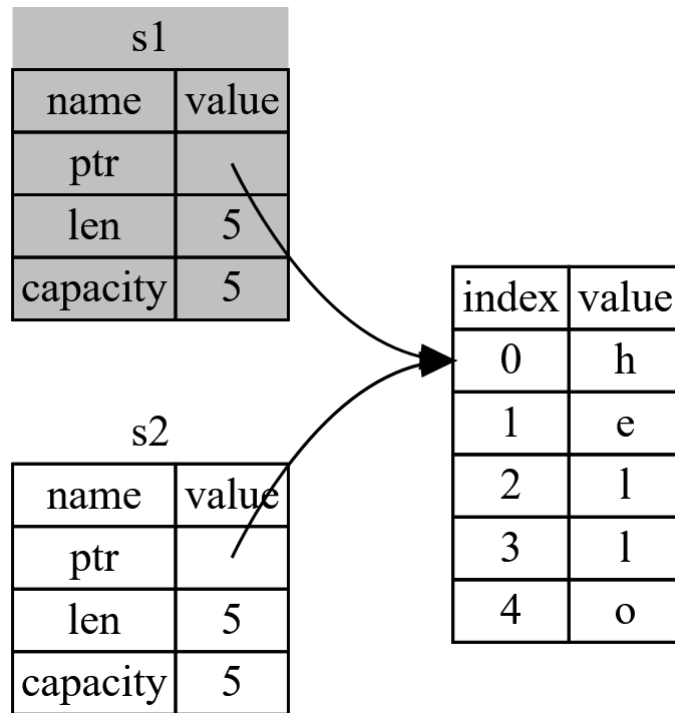 s1
name value
ptr
len 5
capacity 5
s2
name value
ptr
len 5
capacity 5
index value
0 h
1 e
2 l
3 l
4 o